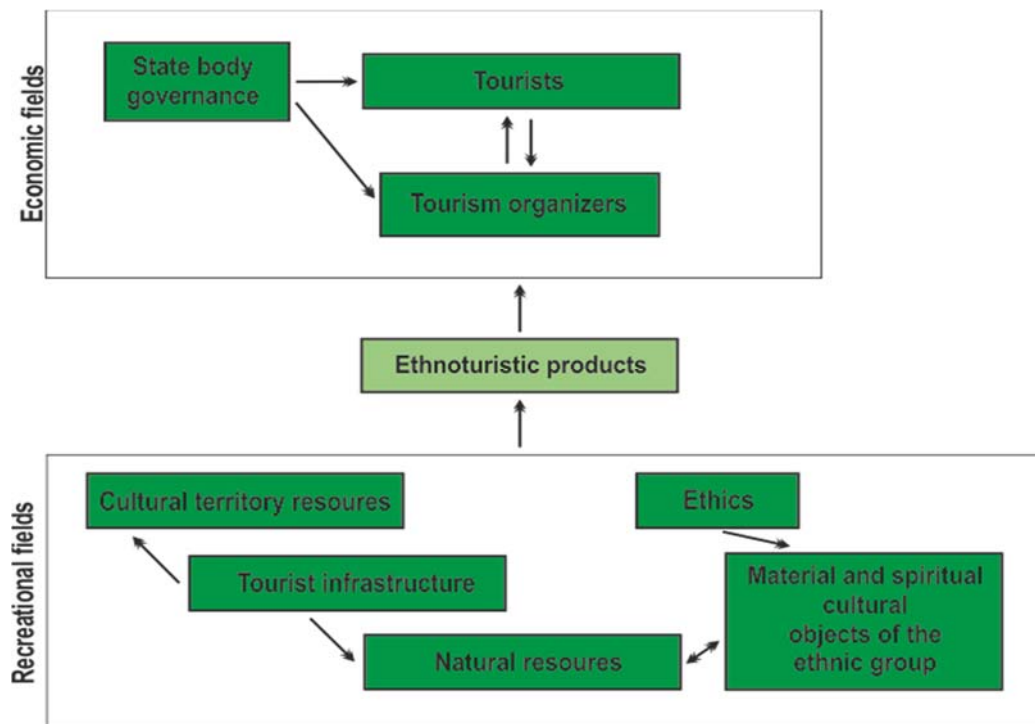 Economic fields
State body
governance
Tourists
Tourism organizers
Ethnoturistic products
Recreational fields
Cultural territory resoures
Ethics
Tourist infrastructure
Material and spiritual
cultural
objects of the
ethnic group
Natural resoures